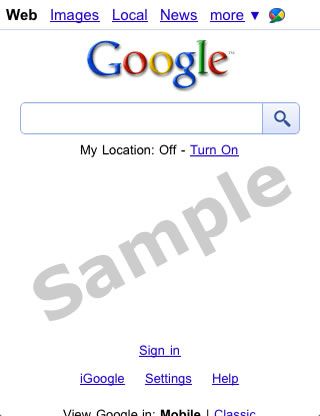 Web Images Local News more ▼
Google™
My Location: Off - Turn On
Sample
Sign in
iGoogle Settings Help
View Google in: Mobile | Classic